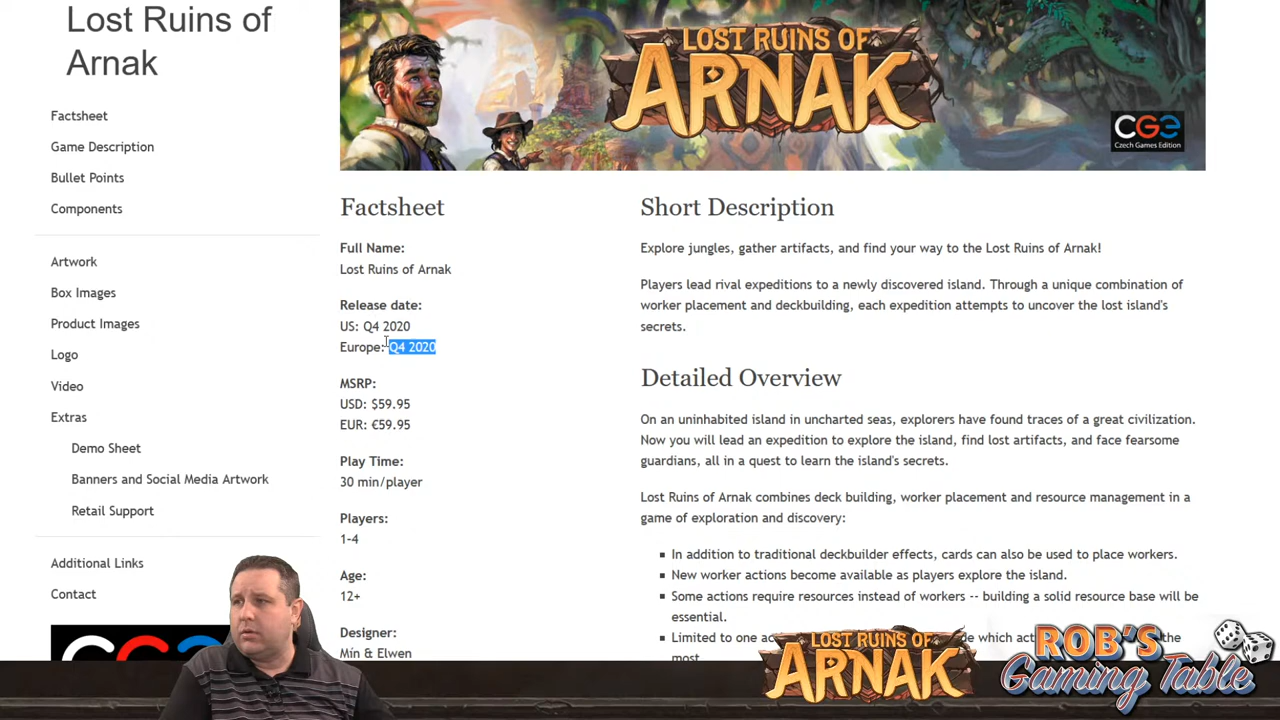 Lost Ruins of
Arnak
Factsheet
Game Description
Bullet Points
Components
Artwork
Box Images
Product Images
Logo
Video
Extras
Demo Sheet
Banners and Social Media Artwork
Retail Support
Additional Links
Contact
LOST RUINS OF
ARNAK
CGE
Czech Games Edition
Factsheet
Full Name:
Lost Ruins of Arnak
Release date:
US: Q4 2020
Europe: Q4 2020
MSRP:
USD: $59.95
EUR: €59.95
Play Time:
30 min/player
Players:
1-4
Age:
12+
Designer:
Mín & Elwen
Short Description
Explore jungles, gather artifacts, and find your way to the Lost Ruins of Arnak!
Players lead rival expeditions to a newly discovered island. Through a unique combination of
worker placement and deckbuilding, each expedition attempts to uncover the lost island's
secrets.
Detailed Overview
On an uninhabited island in uncharted seas, explorers have found traces of a great civilization.
Now you will lead an expedition to explore the island, find lost artifacts, and face fearsome
guardians, all in a quest to learn the island's secrets.
Lost Ruins of Arnak combines deck building, worker placement and resource management in a
game of exploration and discovery:
▪ In addition to traditional deckbuilder effects, cards can also be used to place workers.
▪ New worker actions become available as players explore the island.
▪ Some actions require resources instead of workers -- building a solid resource base will be
essential.
▪ Limited to one which the
most
LOST RUINS OF
ARNAK
ROB'S
Gaming Table